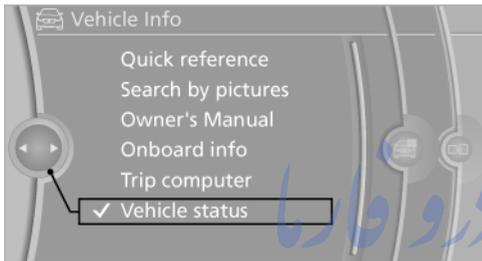 Vehicle Info
Quick reference
Search by pictures
Owner's Manual
Onboard info
Trip computer
✓ Vehicle status